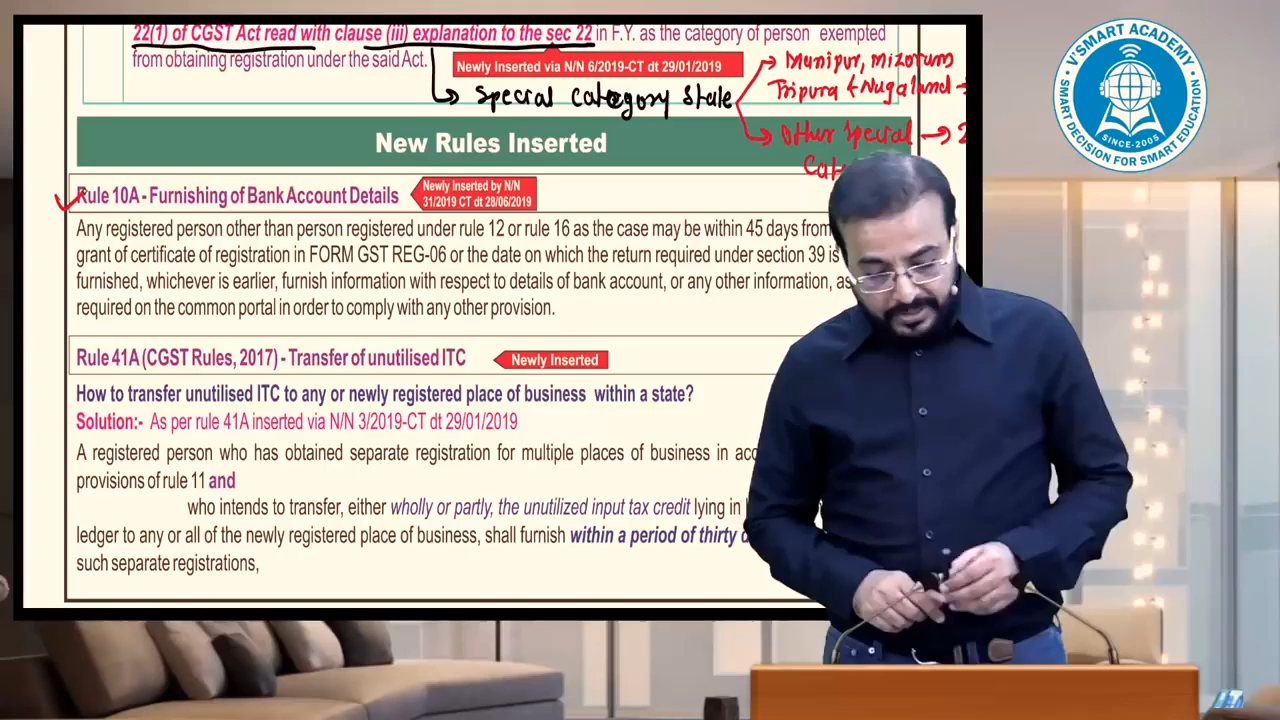 22(1) of CGST Act read with clause (iii) explanation to the sec 22 in F.Y. as the category of person exempted
from obtaining registration under the said Act.
Newly Inserted via N/N 6/2019-CT dt 29/01/2019
Special Category State
Munipur, mizorum
Tripura & Nagaland
Other Special
New Rules Inserted
Rule 10A - Furnishing of Bank Account Details
Newly Inserted by N/N
31/2019 CT dt 28/06/2019
Any registered person other than person registered under rule 12 or rule 16 as the case may be within 45 days from
grant of certificate of registration in FORM GST REG-06 or the date on which the return required under section 39 is
furnished, whichever is earlier, furnish information with respect to details of bank account, or any other information, as
required on the common portal in order to comply with any other provision.
Rule 41A (CGST Rules, 2017) - Transfer of unutilised ITC
Newly Inserted
How to transfer unutilised ITC to any or newly registered place of business within a state?
Solution:- As per rule 41A inserted via N/N 3/2019-CT dt 29/01/2019
A registered person who has obtained separate registration for multiple places of business in
provisions of rule 11 and
who intends to transfer, either wholly or partly, the unutilized input tax credit lying in
ledger to any or all of the newly registered place of business, shall furnish within a period of thirty
such separate registrations,
V'SMART ACADEMY
SMART DECISION FOR SMART EDUCATION
SINCE-2005